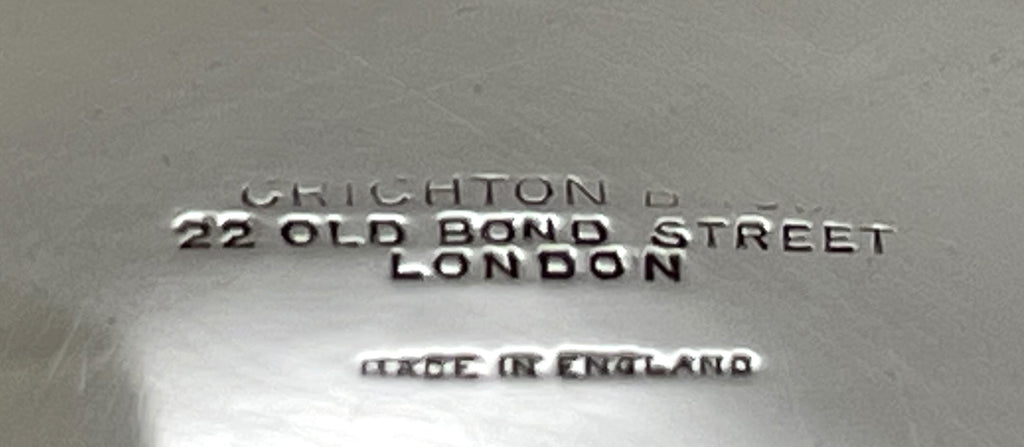 CRICHTON
22 OLD BOND STREET
LONDON
MADE IN ENGLAND